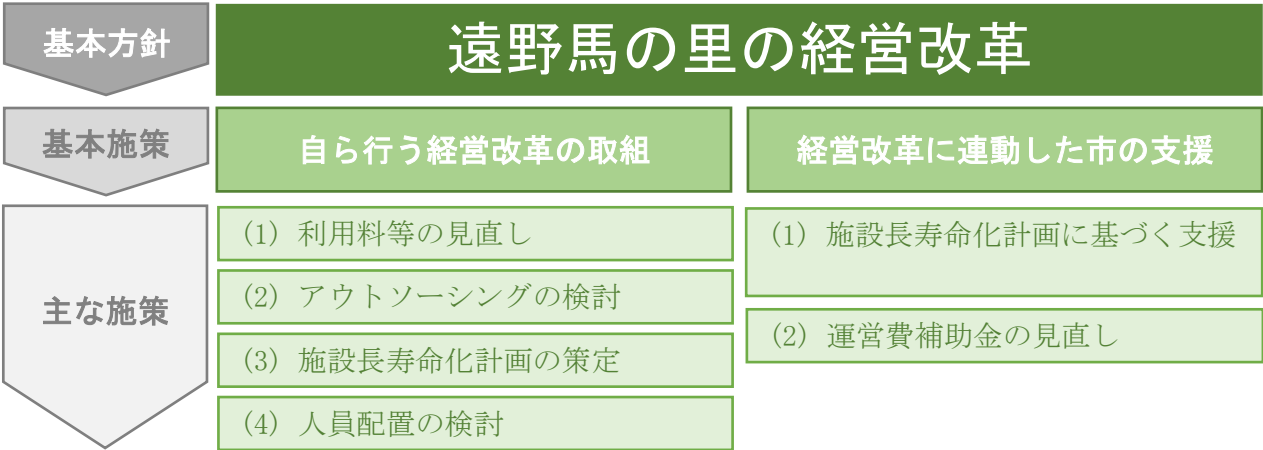 基本方針
遠野馬の里の経営改革
基本施策
自ら行う経営改革の取組
経営改革に連動した市の支援
主な施策
(1) 利用料等の見直し
(2) アウトソーシングの検討
(3) 施設長寿命化計画の策定
(4) 人員配置の検討
(1) 施設長寿命化計画に基づく支援
(2) 運営費補助金の見直し